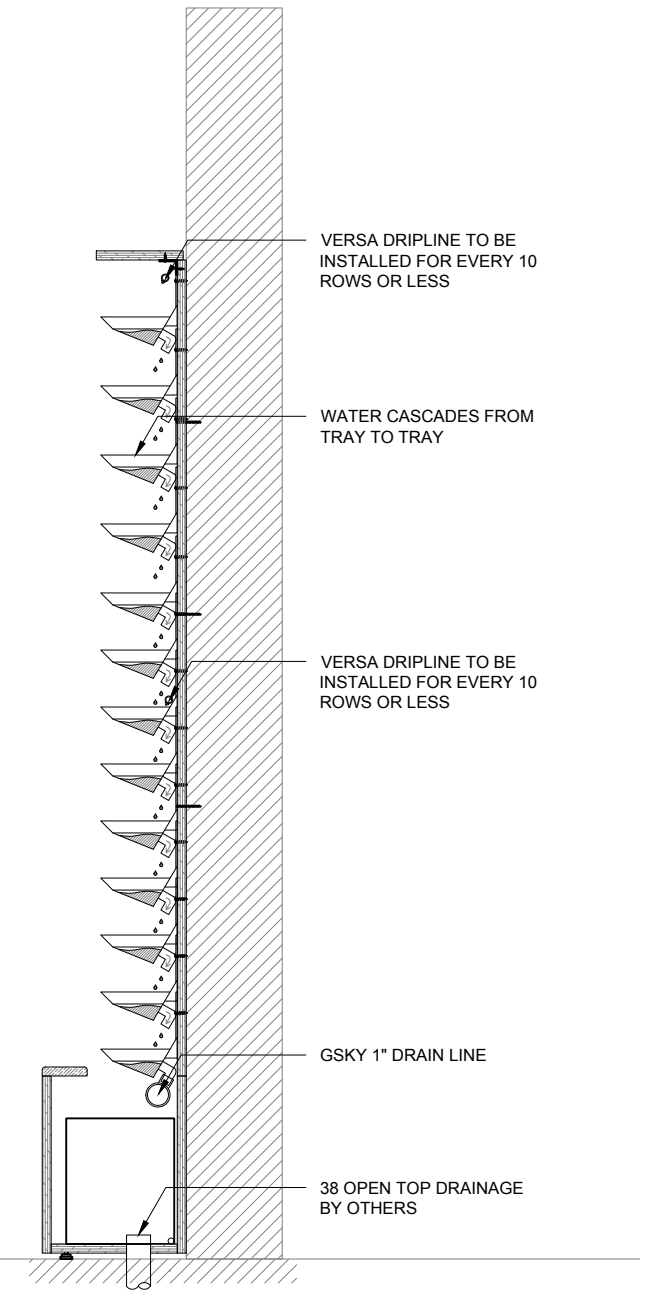 VERSA DRIPLINE TO BE
INSTALLED FOR EVERY 10
ROWS OR LESS
WATER CASCADES FROM
TRAY TO TRAY
VERSA DRIPLINE TO BE
INSTALLED FOR EVERY 10
ROWS OR LESS
GSKY 1" DRAIN LINE
38 OPEN TOP DRAINAGE
BY OTHERS